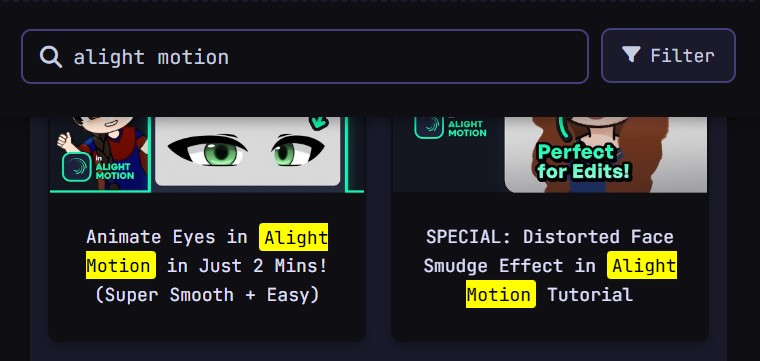 alight motion
Filter
in
ALIGHT
MOTION
ALIGHT
MOTION
Perfect
for Edits!
Animate Eyes in Alight
Motion in Just 2 Mins!
(Super Smooth + Easy)
SPECIAL: Distorted Face
Smudge Effect in Alight
Motion Tutorial